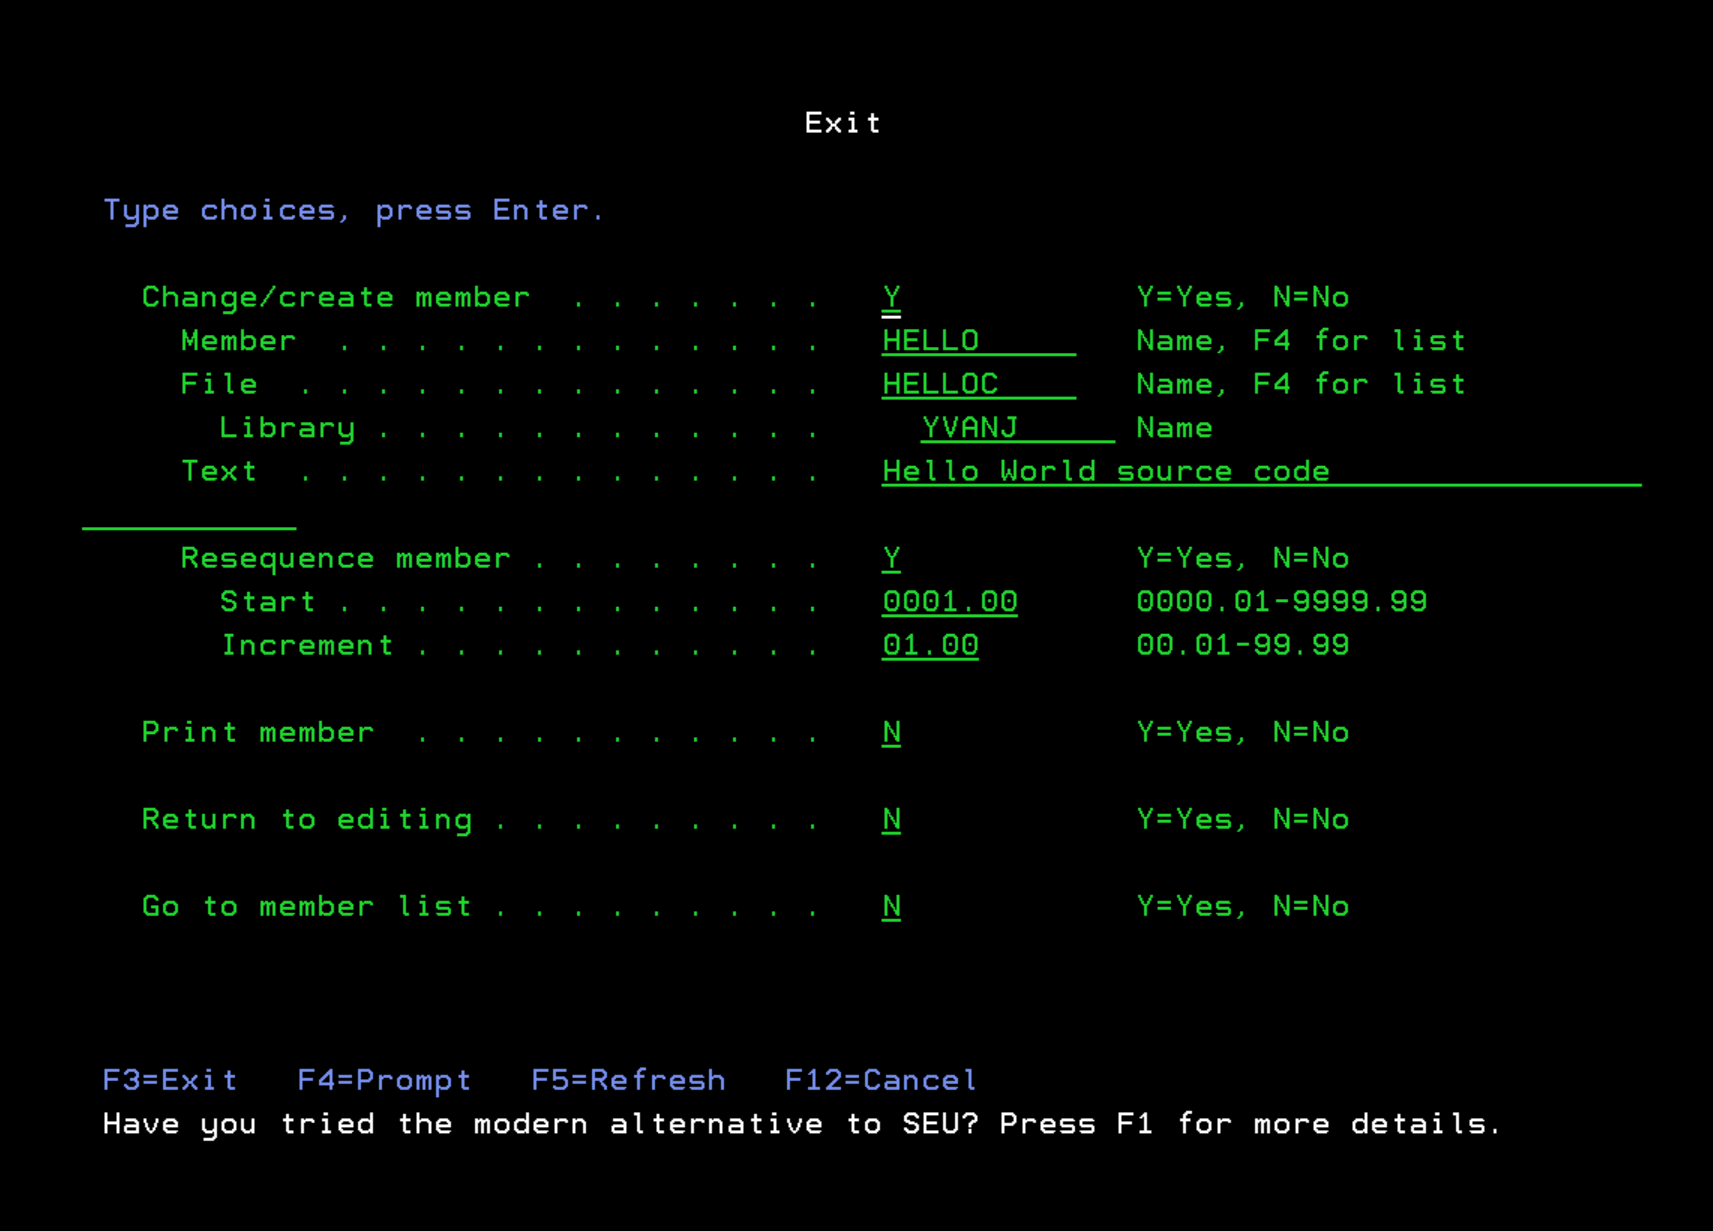 Exit
Type choices, press Enter.
Change/create member  . . . . . . .   Y   Y=Yes, N=No
Member  . . . . . . . . . . . . .   HELLO   Name, F4 for list
File  . . . . . . . . . . . . . .   HELLOC   Name, F4 for list
Library . . . . . . . . . . . .   YVANJ   Name
Text  . . . . . . . . . . . . . .   Hello World source code
Resequence member . . . . . . . .   Y   Y=Yes, N=No
Start . . . . . . . . . . . . .   0001.00   0000.01-9999.99
Increment . . . . . . . . . . .   01.00   00.01-99.99
Print member  . . . . . . . . . . .   N   Y=Yes, N=No
Return to editing . . . . . . . . .   N   Y=Yes, N=No
Go to member list . . . . . . . . .   N   Y=Yes, N=No
F3=Exit   F4=Prompt   F5=Refresh   F12=Cancel
Have you tried the modern alternative to SEU? Press F1 for more details.